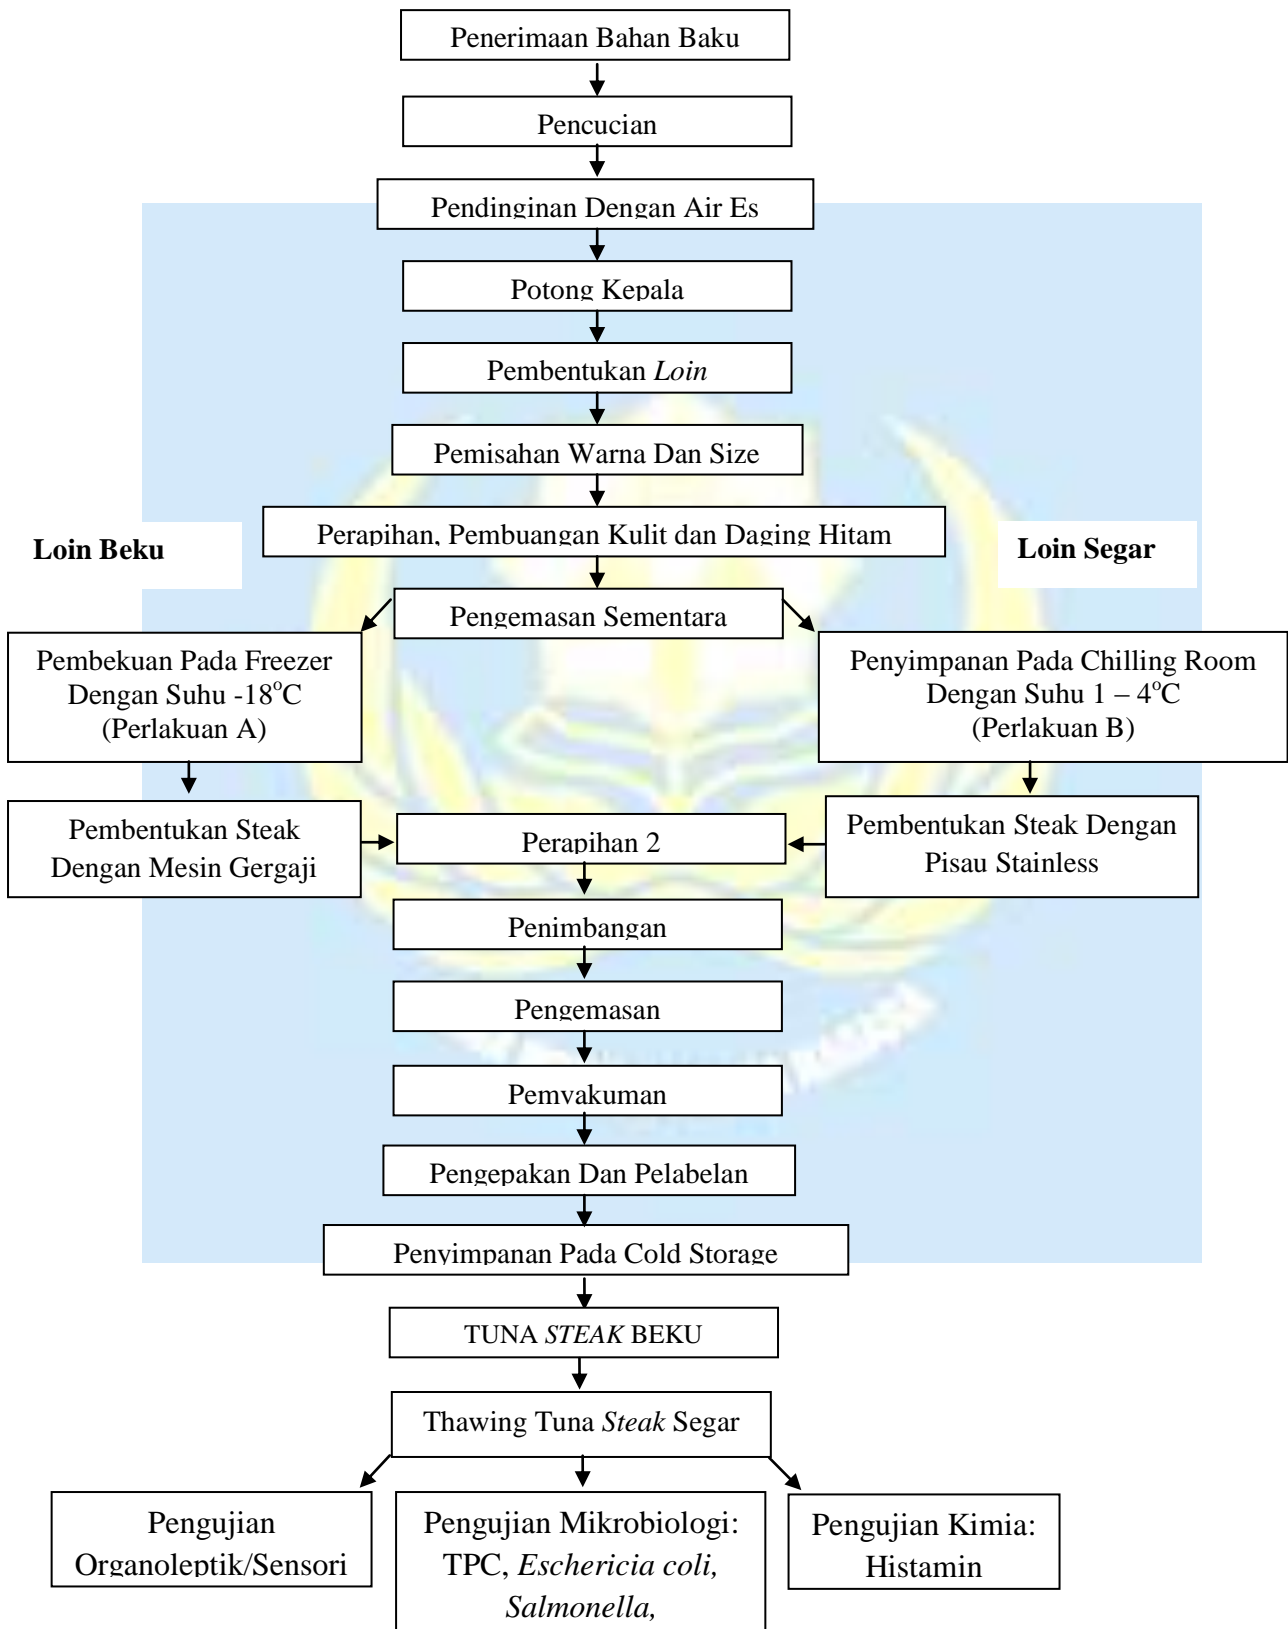 Penerimaan Bahan Baku
Pencucian
Pendinginan Dengan Air Es
Potong Kepala
Pembentukan Loin
Pemisahan Warna Dan Size
Perapihan, Pembuangan Kulit dan Daging Hitam
Loin Beku
Loin Segar
Pengemasan Sementara
Pembekuan Pada Freezer
Dengan Suhu -18°C
(Perlakuan A)
Penyimpanan Pada Chilling Room
Dengan Suhu 1 – 4°C
(Perlakuan B)
Pembentukan Steak
Dengan Mesin Gergaji
Perapihan 2
Pembentukan Steak Dengan
Pisau Stainless
Penimbangan
Pengemasan
Pemvakuman
Pengepakan Dan Pelabelan
Penyimpanan Pada Cold Storage
TUNA STEAK BEKU
Thawing Tuna Steak Segar
Pengujian
Organoleptik/Sensori
Pengujian Mikrobiologi:
TPC, Eschericia coli,
Salmonella,
Pengujian Kimia:
Histamin